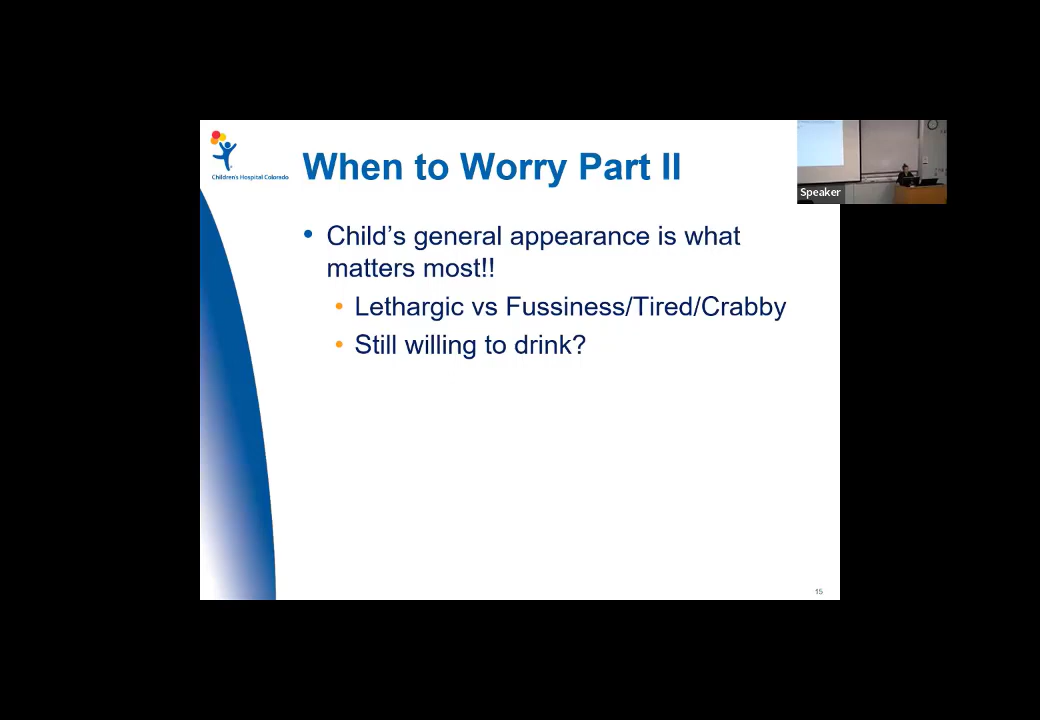 Children's Hospital Colorado
When to Worry Part II
Speaker
• Child's general appearance is what
matters most!!
• Lethargic vs Fussiness/Tired/Crabby
• Still willing to drink?
15